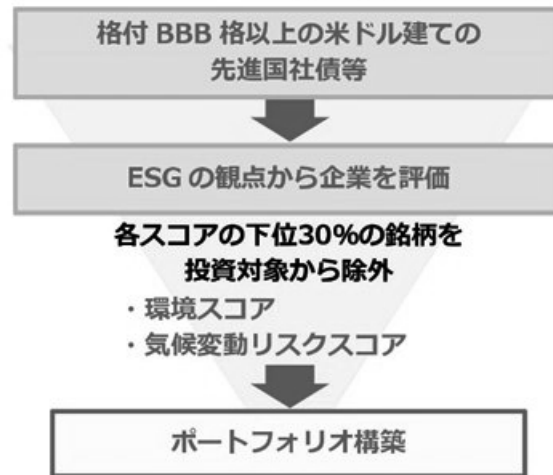 格付 BBB 格以上の米ドル建ての
先進国社債等
ESG の観点から企業を評価
各スコアの下位30%の銘柄を
投資対象から除外
・環境スコア
・気候変動リスクスコア
ポートフォリオ構築